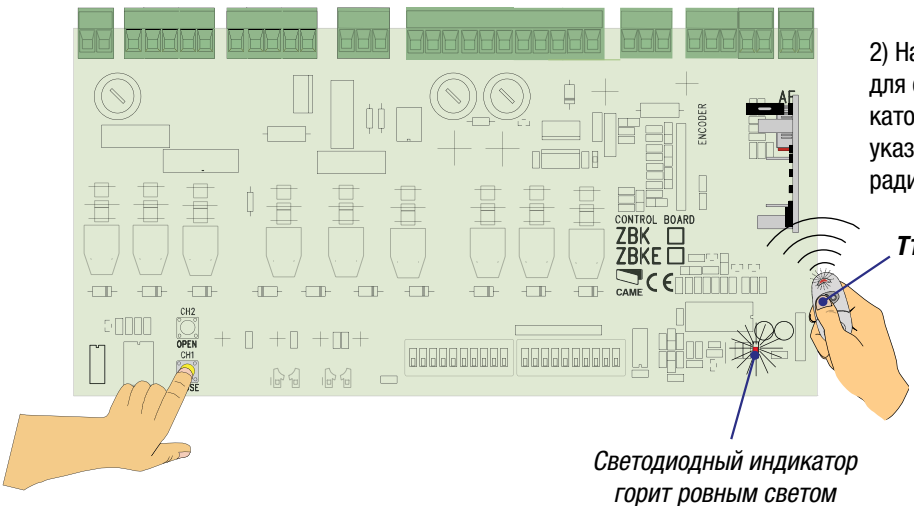 2) На
для
като
указ
ради
AF
ENCODER
CONTROL BOARD
ZBK
ZBKE
CAME CE
CH2
OPEN
CH1
SE
Светодиодный индикатор
горит ровным светом